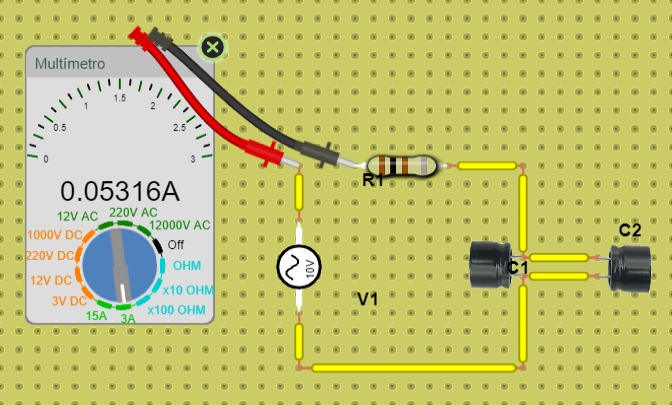 Multímetro
0
0.5
1
1.5
2
2.5
3
0.05316A
12V AC
220V AC
12000V AC
1000V DC
Off
220V DC
OHM
12V DC
x10 OHM
3V DC
x100 OHM
15A
3A
R1
10V
V1
C1
C2